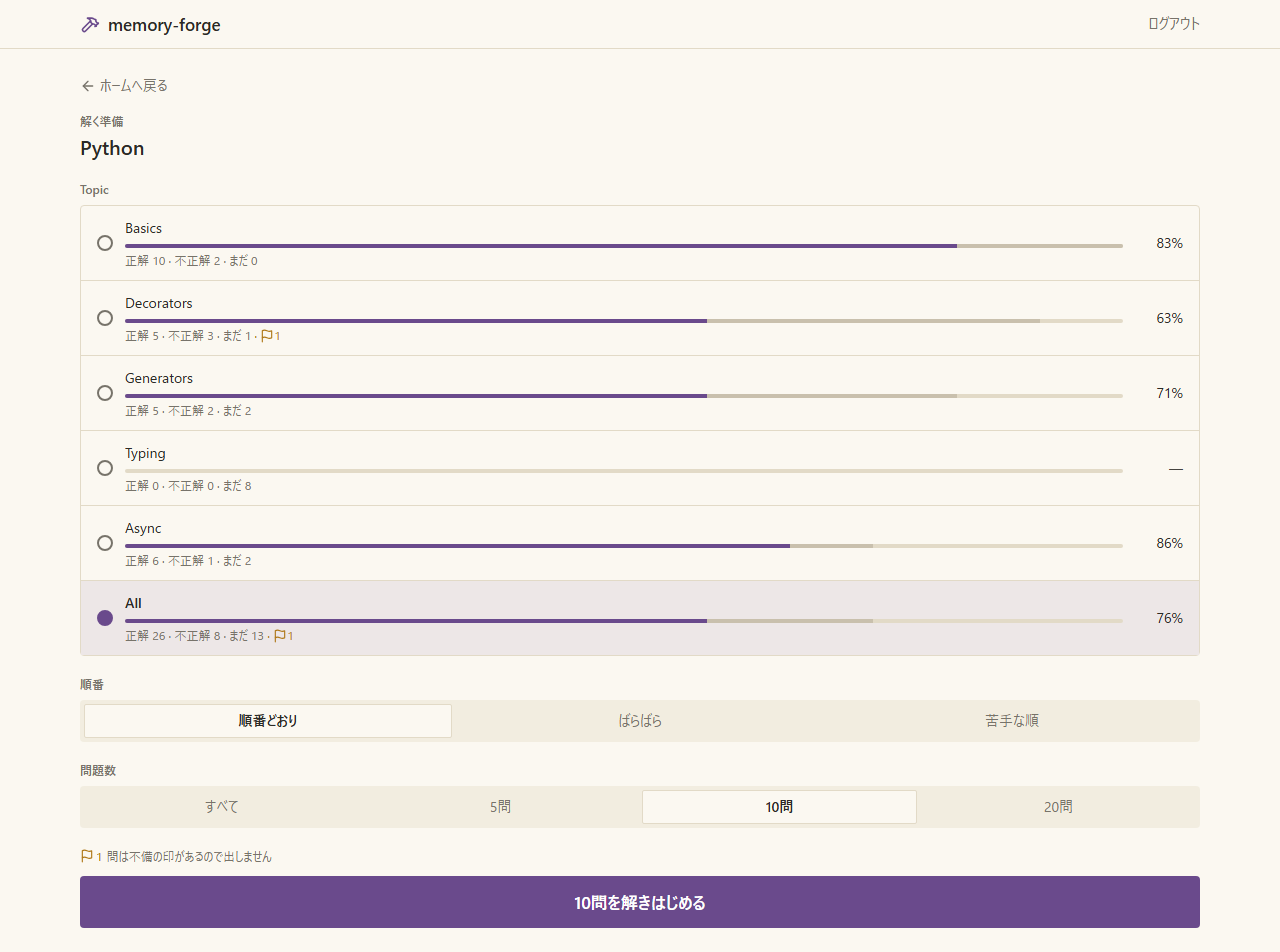 memory-forge
ログアウト
← ホームへ戻る
解く準備
Python
Topic
Basics
83%
正解 10 · 不正解 2 · まだ 0
Decorators
63%
正解 5 · 不正解 3 · まだ 1 · 1
Generators
71%
正解 5 · 不正解 2 · まだ 2
Typing
—
正解 0 · 不正解 0 · まだ 8
Async
86%
正解 6 · 不正解 1 · まだ 2
All
76%
正解 26 · 不正解 8 · まだ 13 · 1
順番
順番どおり ばらばら 苦手な順
問題数
すべて 5問 10問 20問
1 問は不備の印があるので出しません
10問を解きはじめる